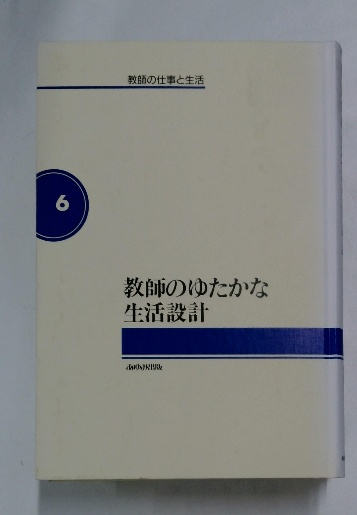 教師の仕事と生活
6
教師のゆたかな
生活設計